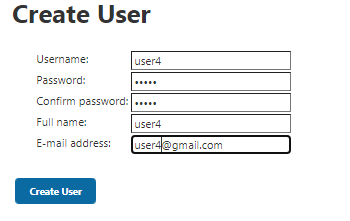 Create User
Username: user4
Password: •••••
Confirm password: •••••
Full name: user4
E-mail address: user4@gmail.com
Create User